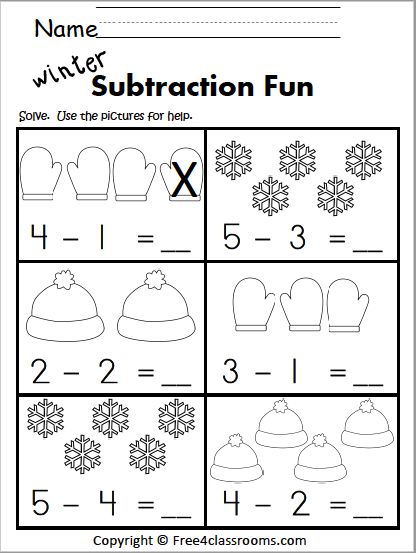 Name
winter
Subtraction Fun
Solve. Use the pictures for help.
X
4 - 1 = __
5 - 3 = __
2 - 2 = __
3 - 1 = __
5 - 4 = __
4 - 2 = __
Copyright © Free4classrooms.com